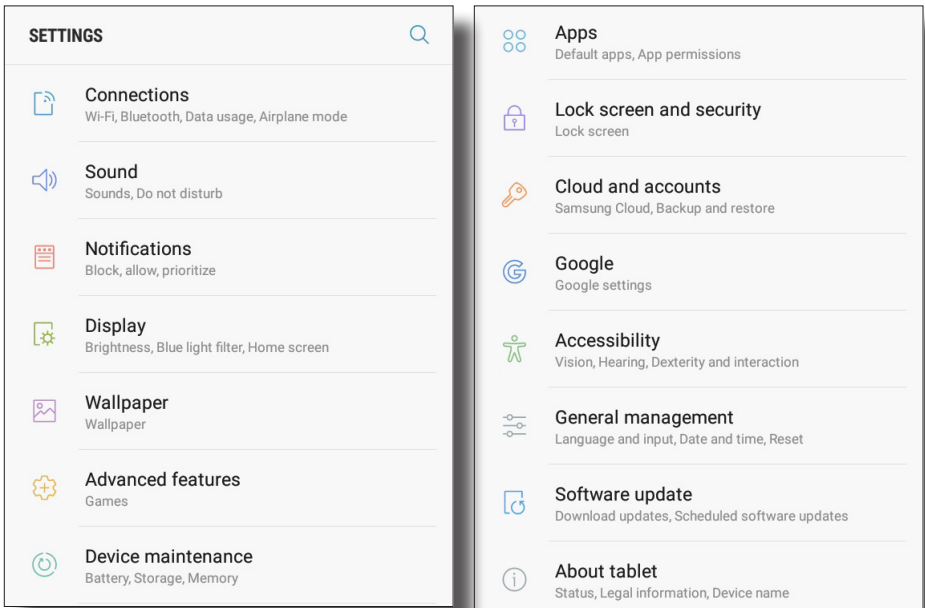 SETTINGS
Connections
Wi-Fi, Bluetooth, Data usage, Airplane mode
Sound
Sounds, Do not disturb
Notifications
Block, allow, prioritize
Display
Brightness, Blue light filter, Home screen
Wallpaper
Wallpaper
Advanced features
Games
Device maintenance
Battery, Storage, Memory
Apps
Default apps, App permissions
Lock screen and security
Lock screen
Cloud and accounts
Samsung Cloud, Backup and restore
Google
Google settings
Accessibility
Vision, Hearing, Dexterity and interaction
General management
Language and input, Date and time, Reset
Software update
Download updates, Scheduled software updates
About tablet
Status, Legal information, Device name